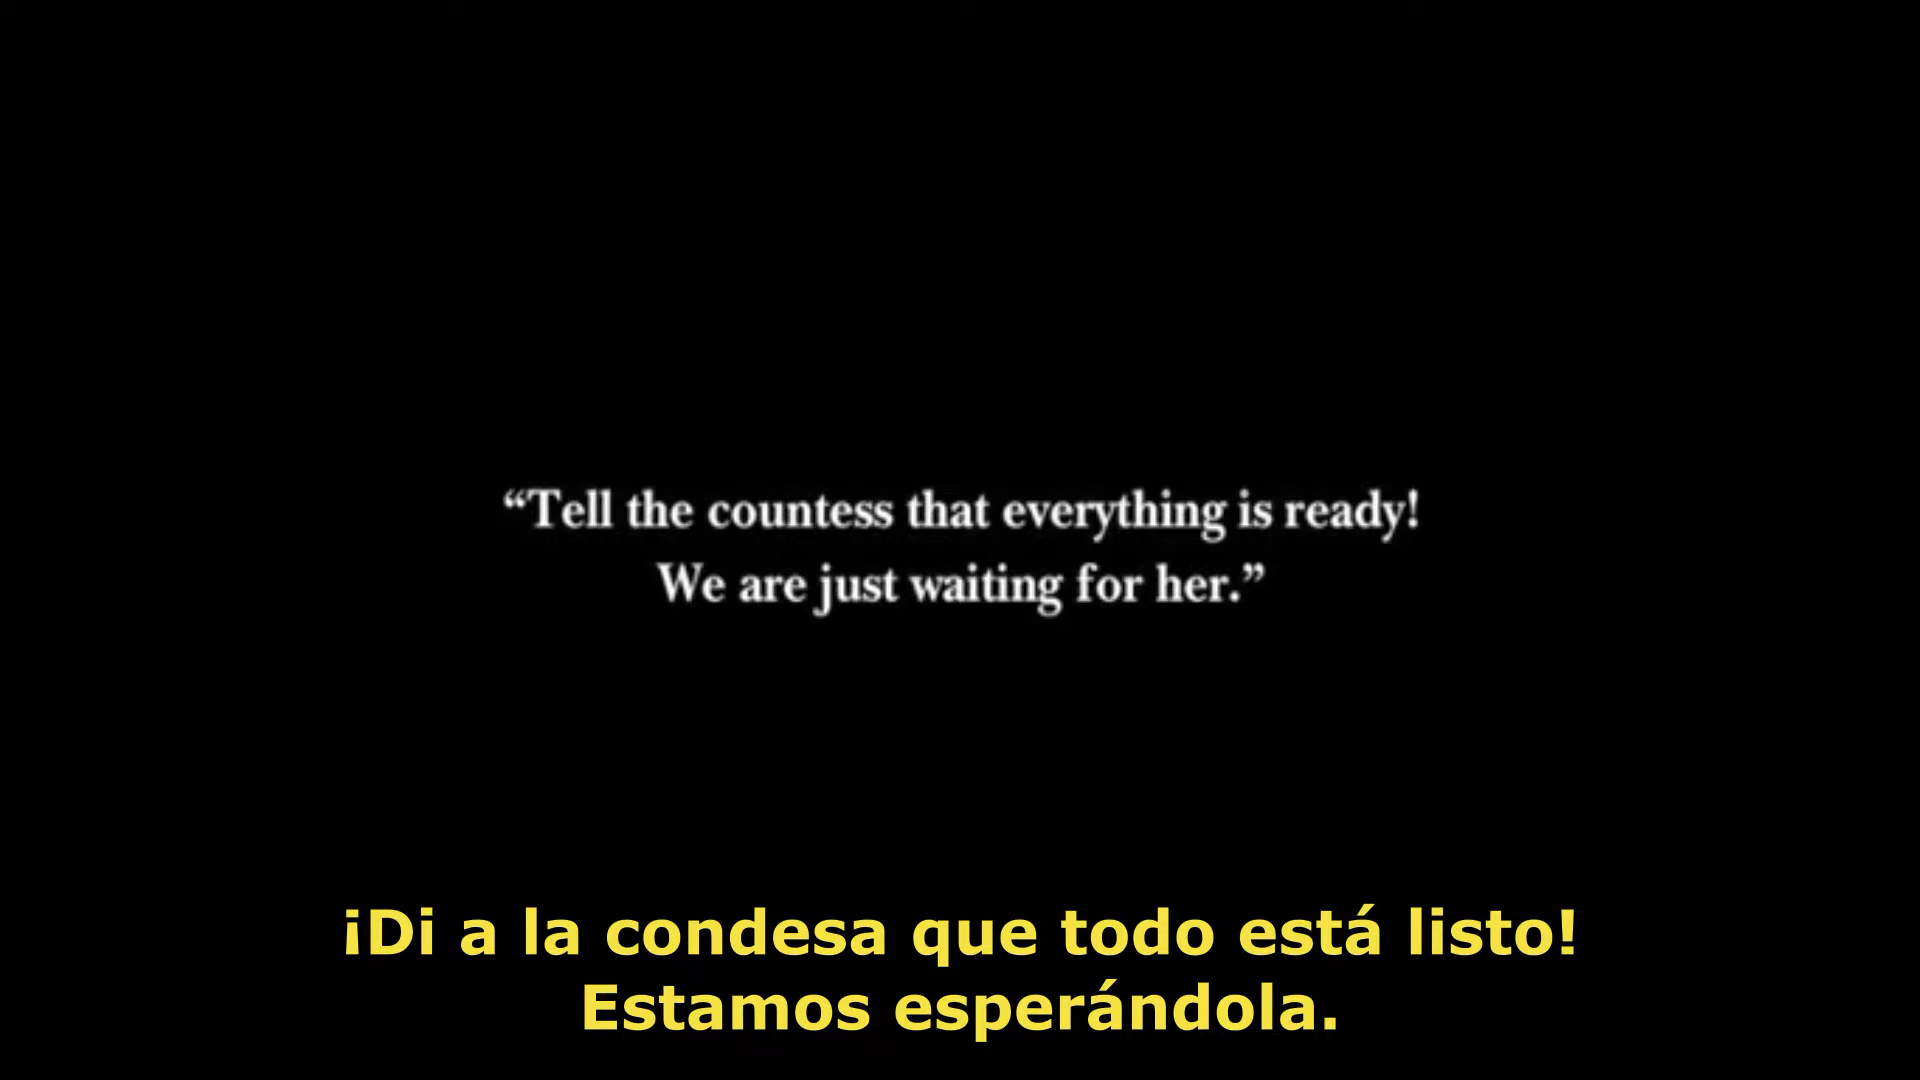 “Tell the countess that everything is ready!
We are just waiting for her.”
¡Di a la condesa que todo está listo!
Estamos esperándola.